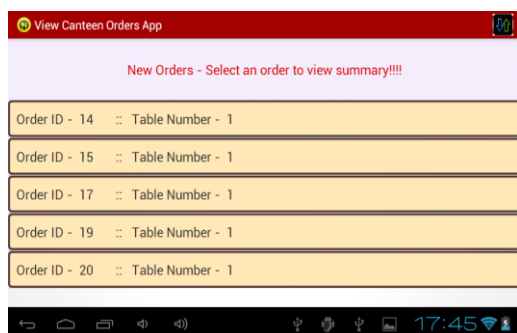 View Canteen Orders App
New Orders - Select an order to view summary!!!!
Order ID - 14 :: Table Number - 1
Order ID - 15 :: Table Number - 1
Order ID - 17 :: Table Number - 1
Order ID - 19 :: Table Number - 1
Order ID - 20 :: Table Number - 1
17:45